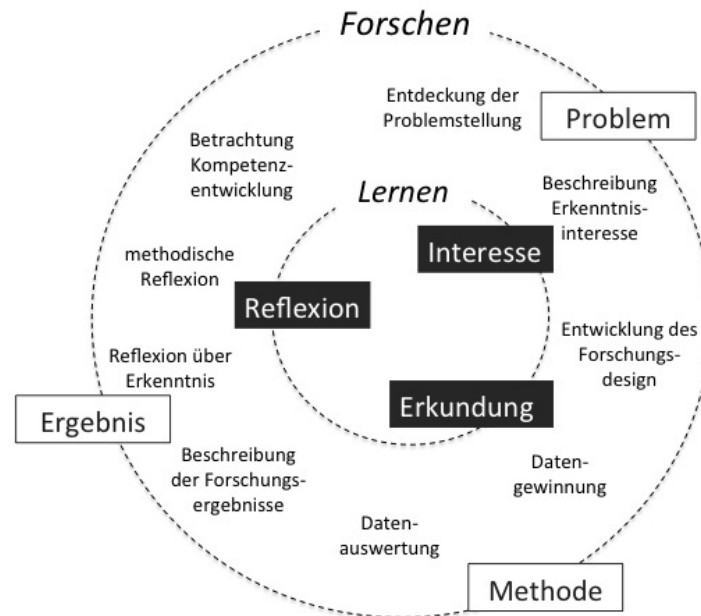 Forschen
Entdeckung der
Problemstellung
Problem
Betrachtung
Kompetenz-
entwicklung
Lernen
Beschreibung
Erkenntnis-
interesse
Interesse
methodische
Reflexion
Reflexion
Entwicklung des
Forschungs-
design
Reflexion über
Erkenntnis
Erkundung
Ergebnis
Beschreibung
der Forschungs-
ergebnisse
Daten-
gewinnung
Daten-
auswertung
Methode